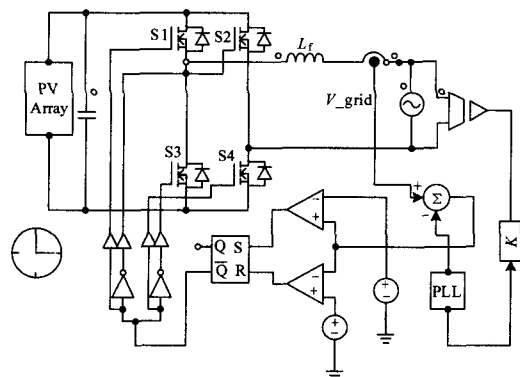 S1
S2
L_f
V_grid
PV
Array
S3
S4
Σ
+
−
Q S
Q̅ R
−
+
−
+
+
−
+
−
K
PLL